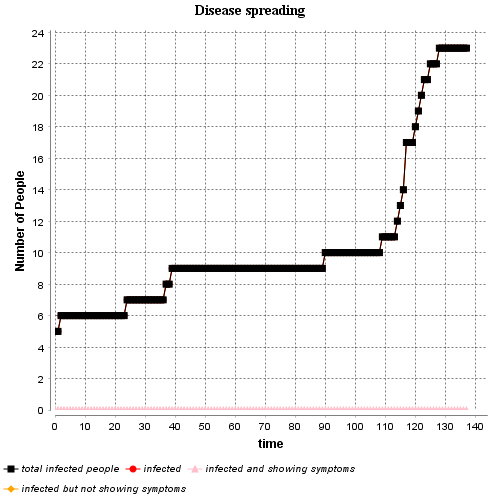 Disease spreading
24
22
20
18
16
14
12
10
8
6
4
2
0
Number of People
0 10 20 30 40 50 60 70 80 90 100 110 120 130 140
time
total infected people infected infected and showing symptoms
infected but not showing symptoms